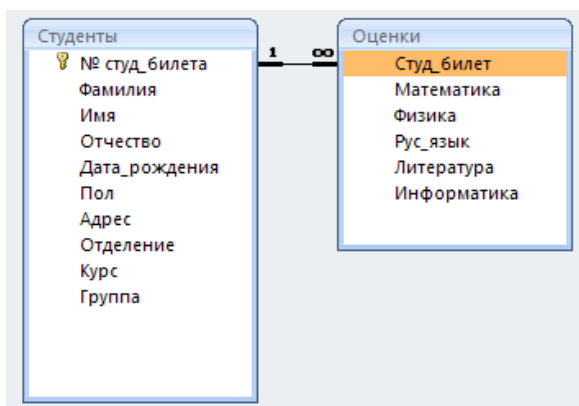 Студенты
№ студ_билета
Фамилия
Имя
Отчество
Дата_рождения
Пол
Адрес
Отделение
Курс
Группа
1 ∞
Оценки
Студ_билет
Математика
Физика
Рус_язык
Литература
Информатика